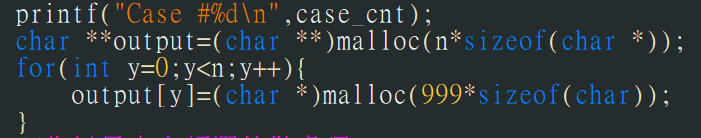 printf("Case #%d\n",case_cnt);
char **output=(char **)malloc(n*sizeof(char *));
for(int y=0;y<n;y++){
    output[y]=(char *)malloc(999*sizeof(char));
}